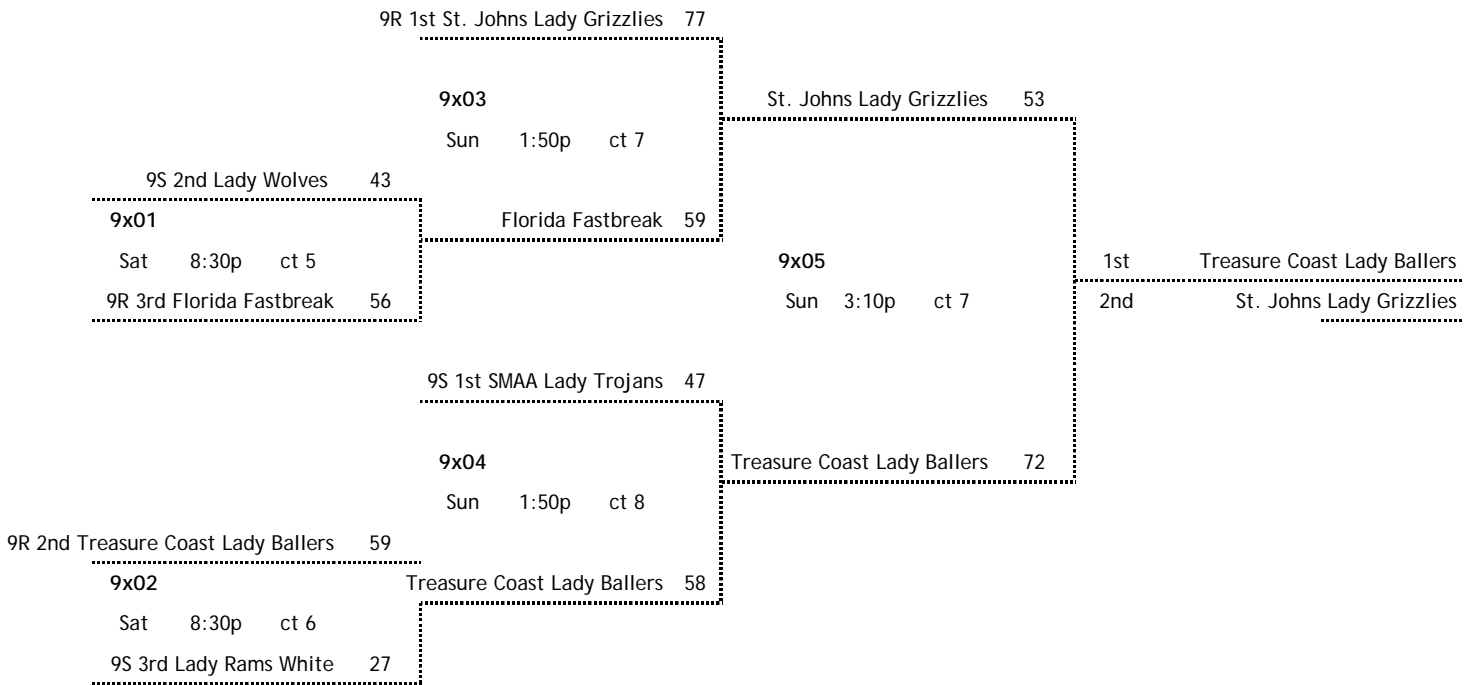 9R 1st St. Johns Lady Grizzlies 77
9x03 St. Johns Lady Grizzlies 53
Sun 1:50p ct 7
9S 2nd Lady Wolves 43
9x01 Florida Fastbreak 59
Sat 8:30p ct 5 9x05 1st Treasure Coast Lady Ballers
9R 3rd Florida Fastbreak 56 Sun 3:10p ct 7 2nd St. Johns Lady Grizzlies
9S 1st SMAA Lady Trojans 47
9x04 Treasure Coast Lady Ballers 72
Sun 1:50p ct 8
9R 2nd Treasure Coast Lady Ballers 59
9x02 Treasure Coast Lady Ballers 58
Sat 8:30p ct 6
9S 3rd Lady Rams White 27